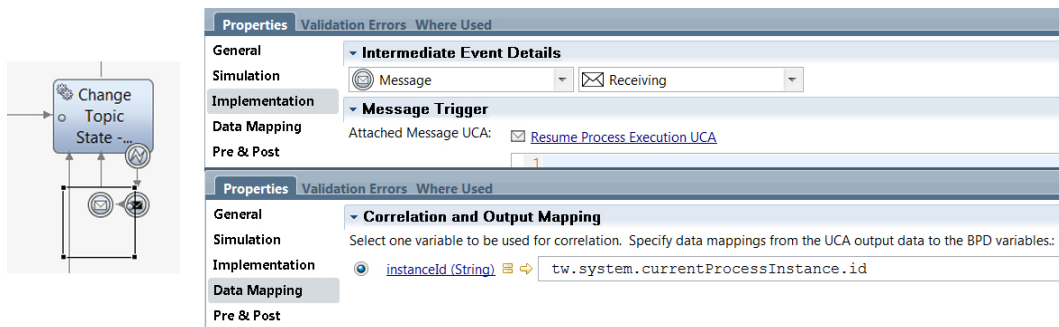 Change
Topic
State -...
Properties Validation Errors Where Used
General
Simulation
Implementation
Data Mapping
Pre & Post
Intermediate Event Details
Message Receiving
Message Trigger
Attached Message UCA: Resume Process Execution UCA
1
Properties Validation Errors Where Used
General
Simulation
Implementation
Data Mapping
Pre & Post
Correlation and Output Mapping
Select one variable to be used for correlation. Specify data mappings from the UCA output data to the BPD variables.:
instanceId (String) tw.system.currentProcessInstance.id